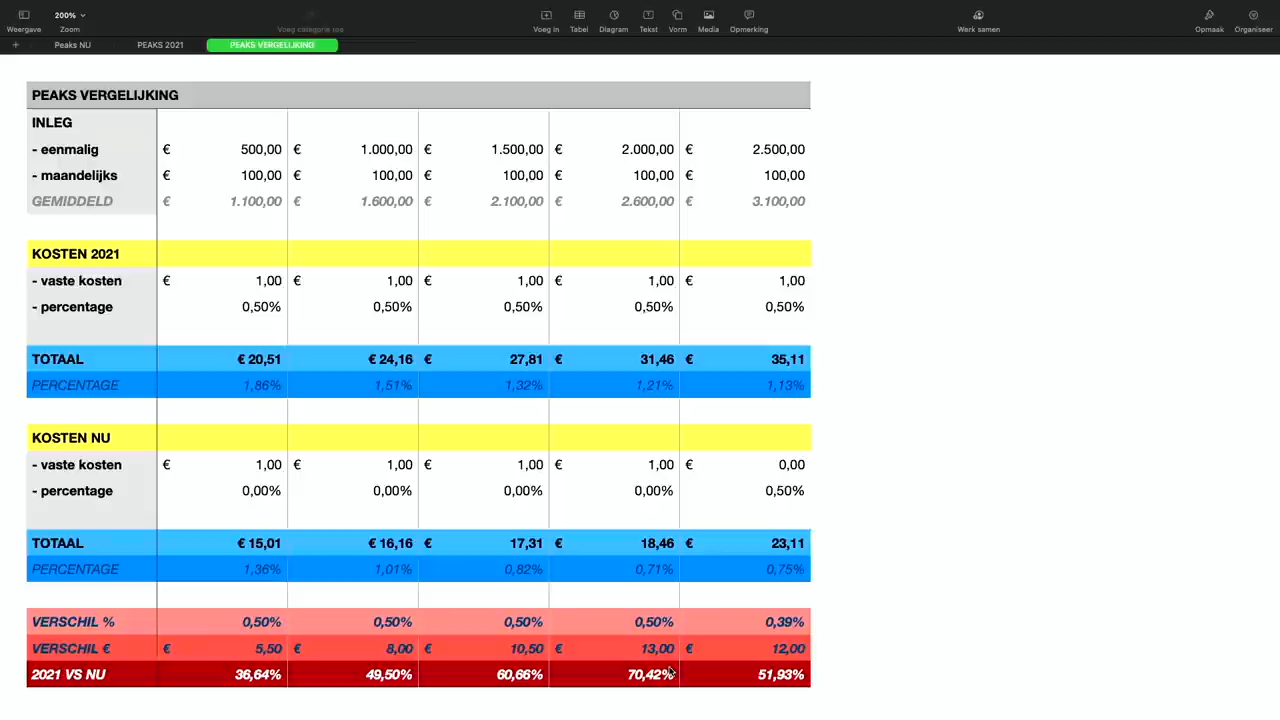 200%
Weergave Zoom Voeg categorie toe Voeg in Tabel Diagram Tekst Vorm Media Opmerking Werk samen Opmaak Organiseer
+ Peaks NU PEAKS 2021 PEAKS VERGELIJKING
PEAKS VERGELIJKING
INLEG
- eenmalig € 500,00 € 1.000,00 € 1.500,00 € 2.000,00 € 2.500,00
- maandelijks € 100,00 € 100,00 € 100,00 € 100,00 € 100,00
GEMIDDELD € 1.100,00 € 1.600,00 € 2.100,00 € 2.600,00 € 3.100,00
KOSTEN 2021
- vaste kosten € 1,00 € 1,00 € 1,00 € 1,00 € 1,00
- percentage 0,50% 0,50% 0,50% 0,50% 0,50%
TOTAAL € 20,51 € 24,16 € 27,81 € 31,46 € 35,11
PERCENTAGE 1,86% 1,51% 1,32% 1,21% 1,13%
KOSTEN NU
- vaste kosten € 1,00 € 1,00 € 1,00 € 1,00 € 0,00
- percentage 0,00% 0,00% 0,00% 0,00% 0,50%
TOTAAL € 15,01 € 16,16 € 17,31 € 18,46 € 23,11
PERCENTAGE 1,36% 1,01% 0,82% 0,71% 0,75%
VERSCHIL % 0,50% 0,50% 0,50% 0,50% 0,39%
VERSCHIL € € 5,50 € 8,00 € 10,50 € 13,00 € 12,00
2021 VS NU 36,64% 49,50% 60,66% 70,42% 51,93%